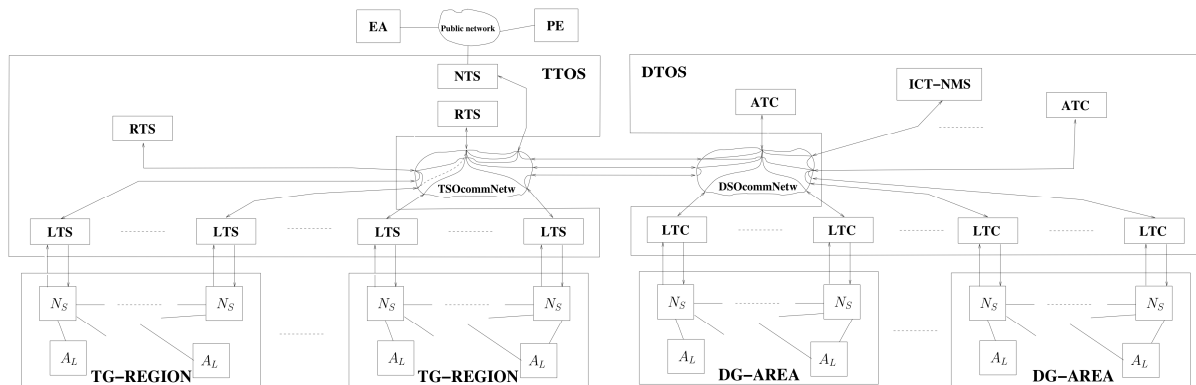 EA Public network PE
NTS TTOS DTOS ICT−NMS
RTS ATC ATC
RTS
TSOcommNetw DSOcommNetw
LTS LTS LTS LTS LTC LTC LTC LTC
N_S N_S N_S N_S N_S N_S N_S N_S
A_L A_L A_L A_L A_L A_L A_L A_L
TG−REGION TG−REGION DG−AREA DG−AREA